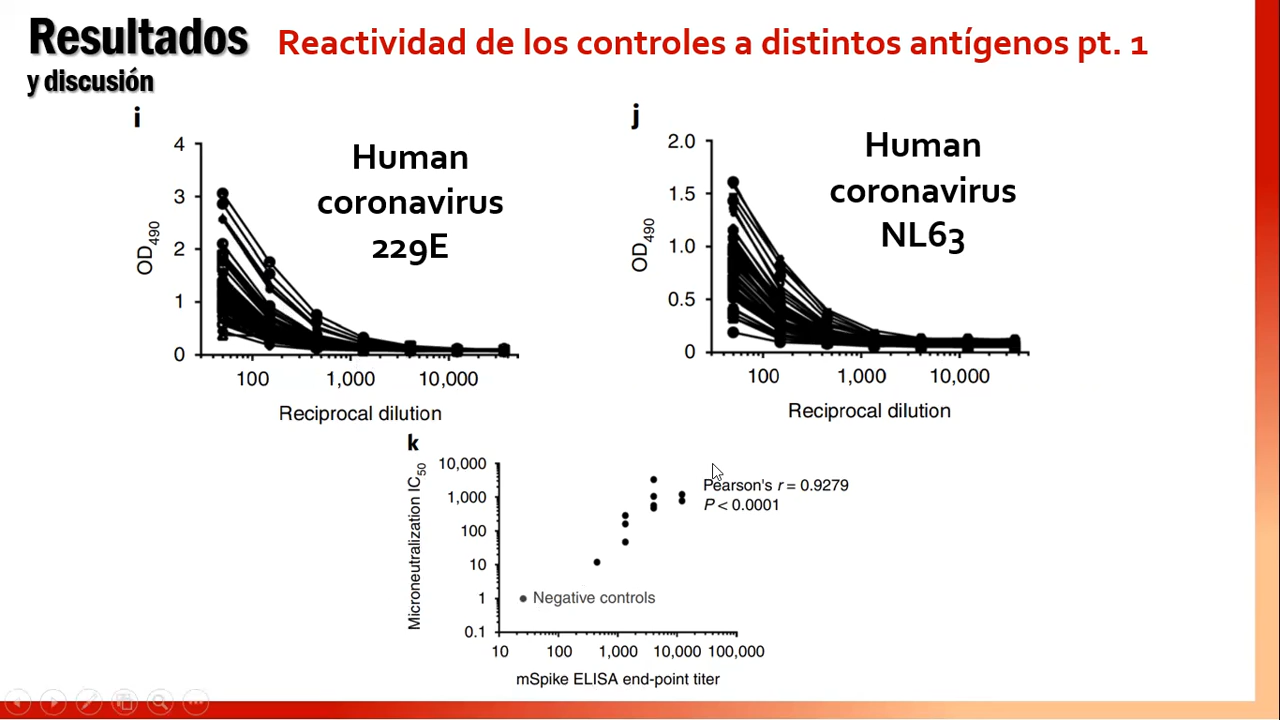 Resultados
y discusión
Reactividad de los controles a distintos antígenos pt. 1
i
4
3
2
1
0
OD490
Human
coronavirus
229E
100
1,000
10,000
Reciprocal dilution
j
2.0
1.5
1.0
0.5
0
OD490
Human
coronavirus
NL63
100
1,000
10,000
Reciprocal dilution
k
10,000
1,000
100
10
1
0.1
Microneutralization IC50
Pearson's r = 0.9279
P < 0.0001
Negative controls
10
100
1,000
10,000
100,000
mSpike ELISA end-point titer